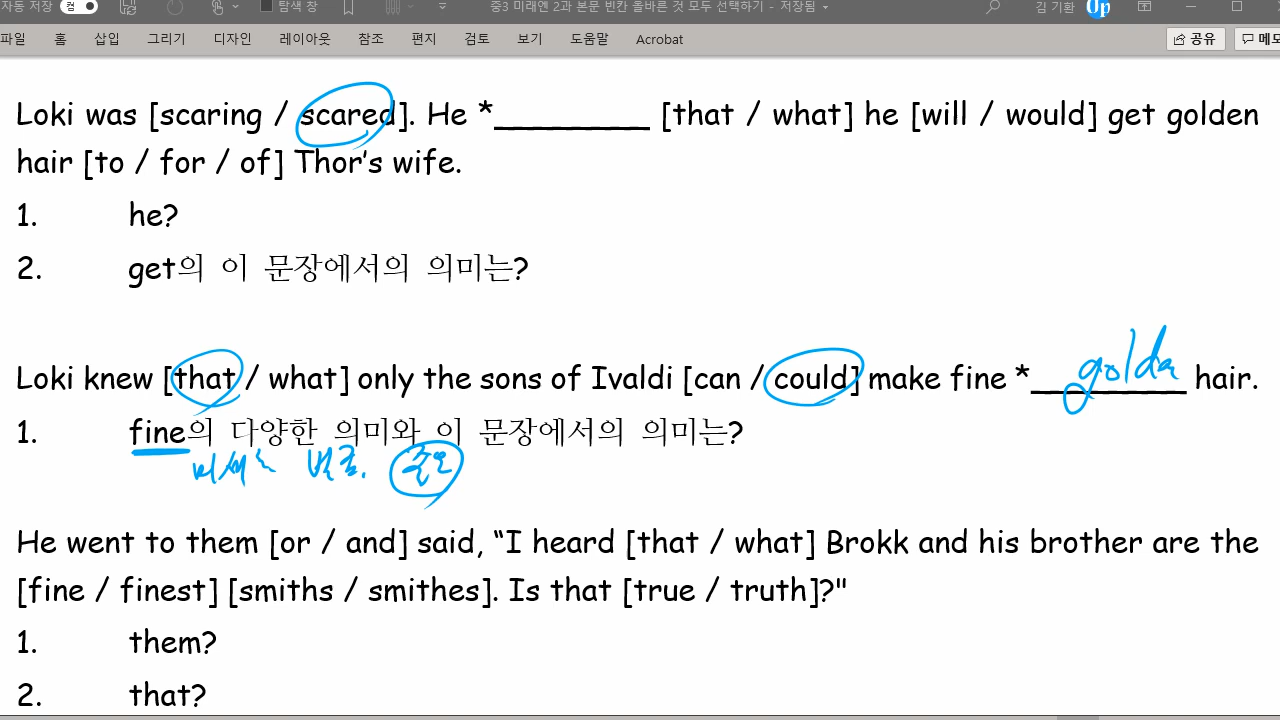 자동 저장 컴 탐색 창 중3 미래엔 2과 본문 빈칸 올바른 것 모두 선택하기 - 저장됨 김 기환
파일 홈 삽입 그리기 디자인 레이아웃 참조 편지 검토 보기 도움말 Acrobat 공유 메모
Loki was [scaring / scared]. He *__________ [that / what] he [will / would] get golden
hair [to / for / of] Thor's wife.
1. he?
2. get의 이 문장에서의 의미는?
Loki knew [that / what] only the sons of Ivaldi [can / could] make fine *__________ hair.
1. fine의 다양한 의미와 이 문장에서의 의미는?
He went to them [or / and] said, “I heard [that / what] Brokk and his brother are the
[fine / finest] [smiths / smithes]. Is that [true / truth]?"
1. them?
2. that?